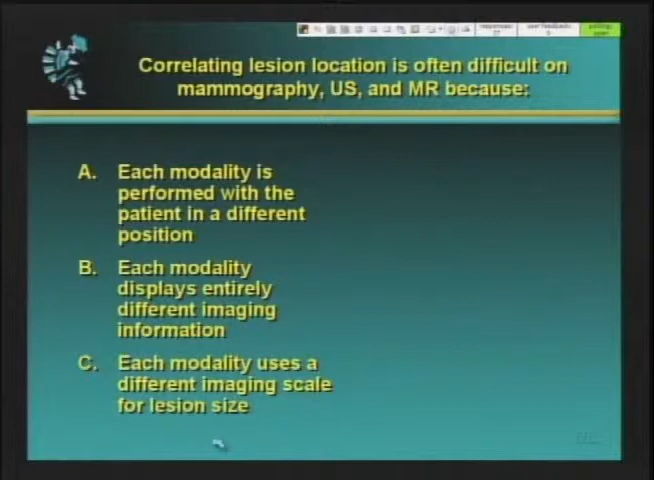 Correlating lesion location is often difficult on
mammography, US, and MR because:
A. Each modality is
performed with the
patient in a different
position
B. Each modality
displays entirely
different imaging
information
C. Each modality uses a
different imaging scale
for lesion size